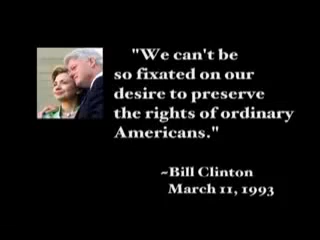 "We can't be
so fixated on our
desire to preserve
the rights of ordinary
Americans."
~Bill Clinton
March 11, 1993